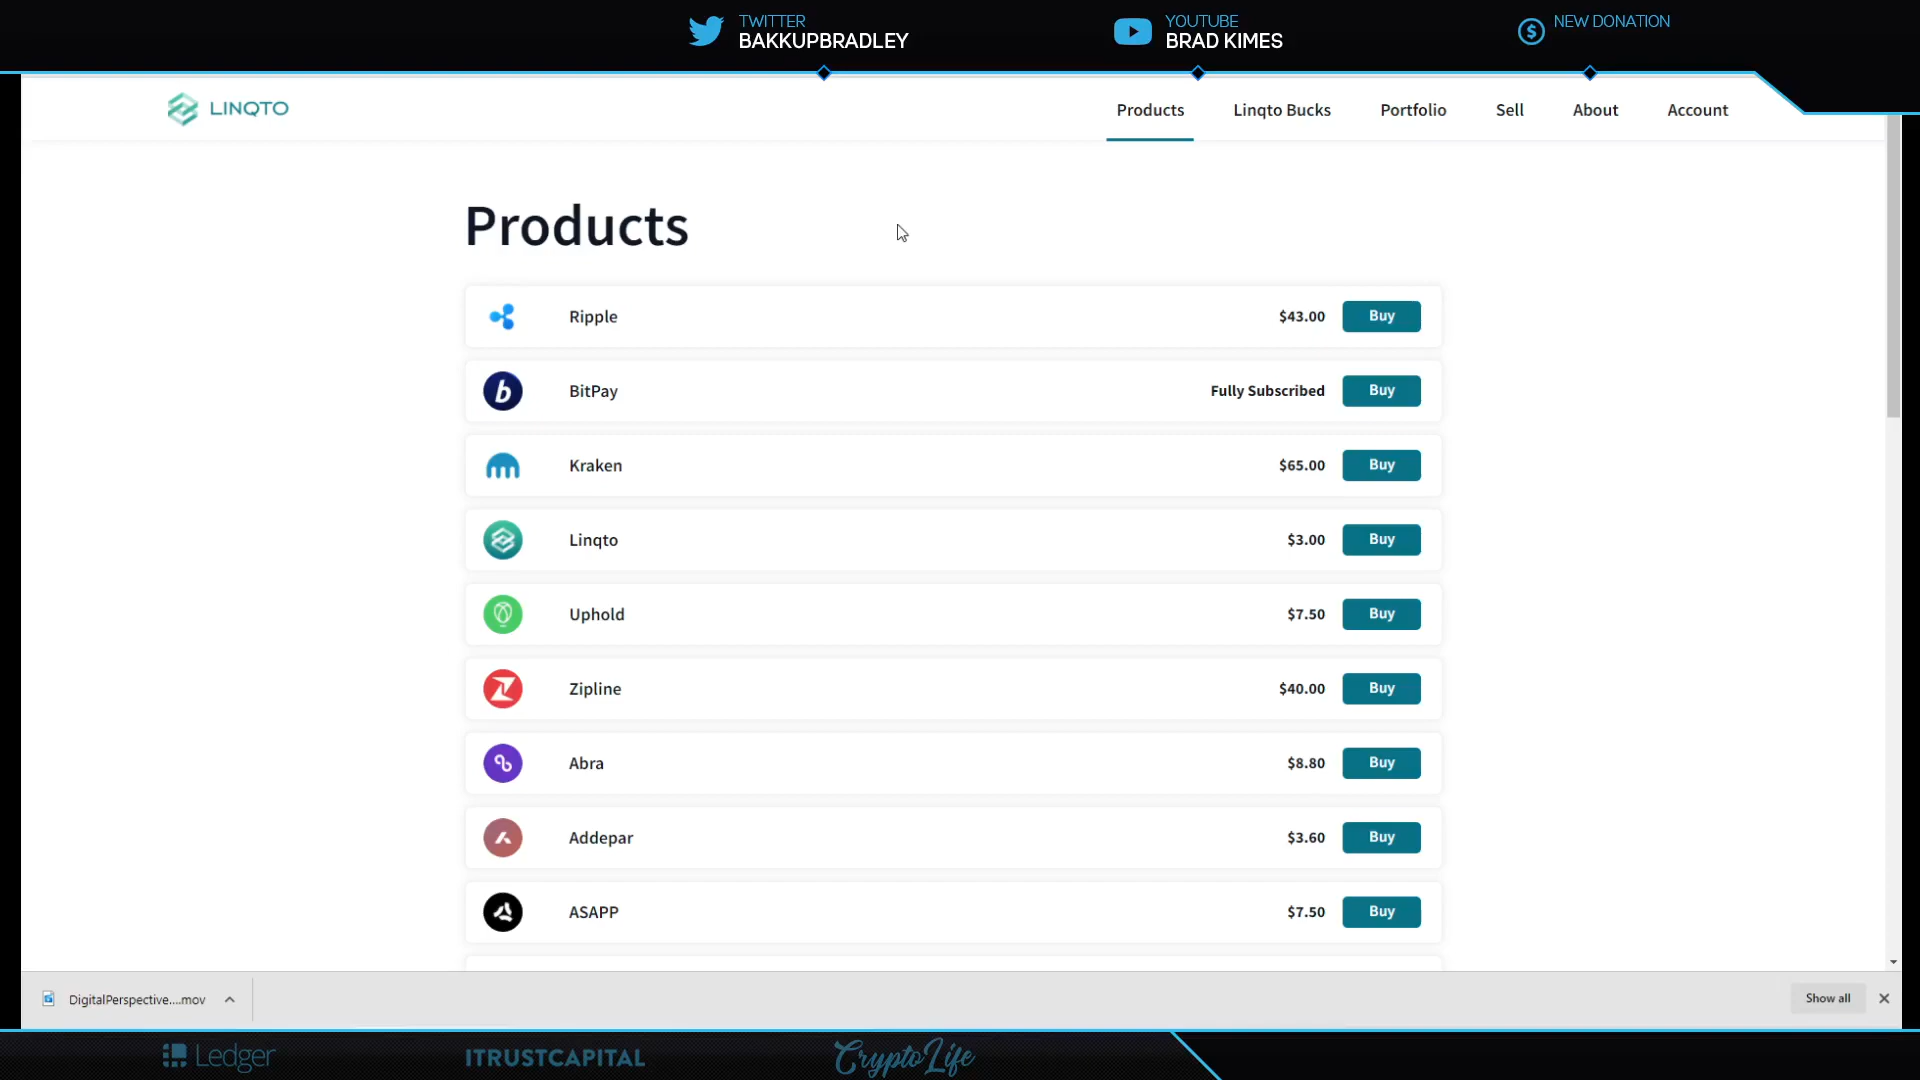 TWITTER
BAKKUPBRADLEY
YOUTUBE
BRAD KIMES
NEW DONATION
LINQTO
Products
Linqto Bucks
Portfolio
Sell
About
Account
Products
Ripple $43.00 Buy
BitPay Fully Subscribed Buy
Kraken $65.00 Buy
Linqto $3.00 Buy
Uphold $7.50 Buy
Zipline $40.00 Buy
Abra $8.80 Buy
Addepar $3.60 Buy
ASAPP $7.50 Buy
DigitalPerspective....mov
Show all
Ledger
ITRUSTCAPITAL
CryptoLife